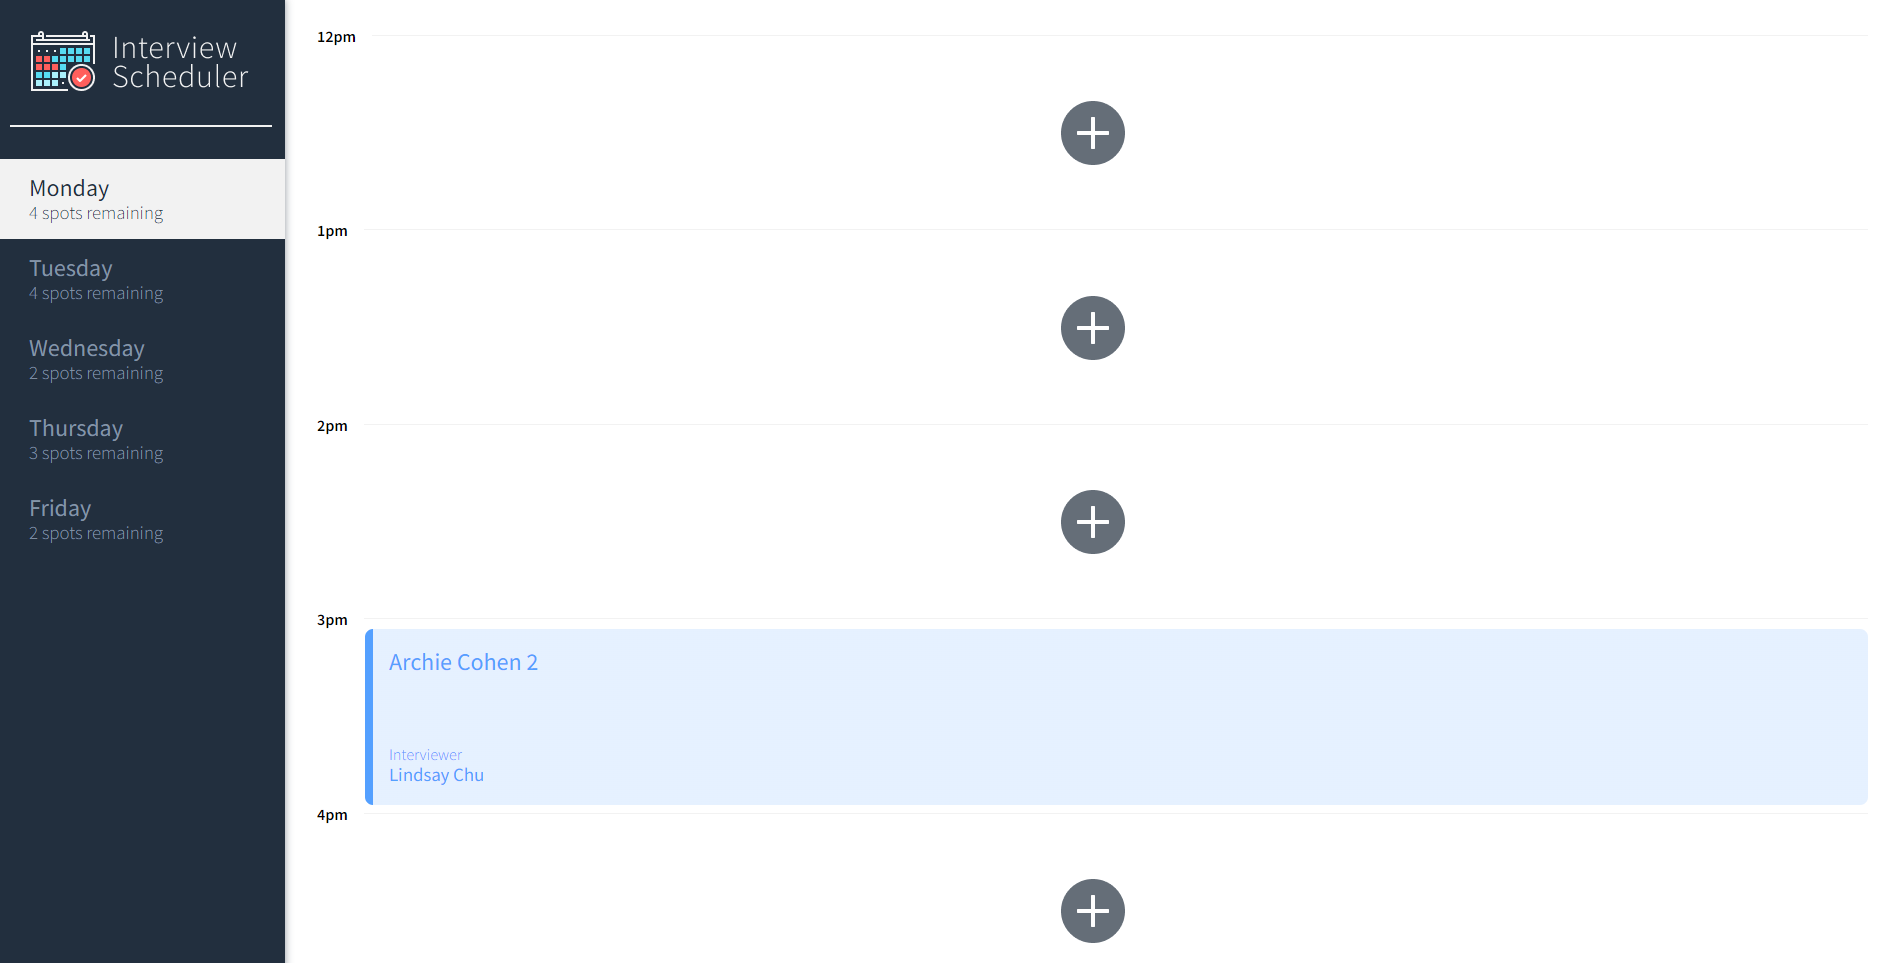 Interview
Scheduler
Monday
4 spots remaining
Tuesday
4 spots remaining
Wednesday
2 spots remaining
Thursday
3 spots remaining
Friday
2 spots remaining
12pm
1pm
2pm
3pm
Archie Cohen 2
Interviewer
Lindsay Chu
4pm